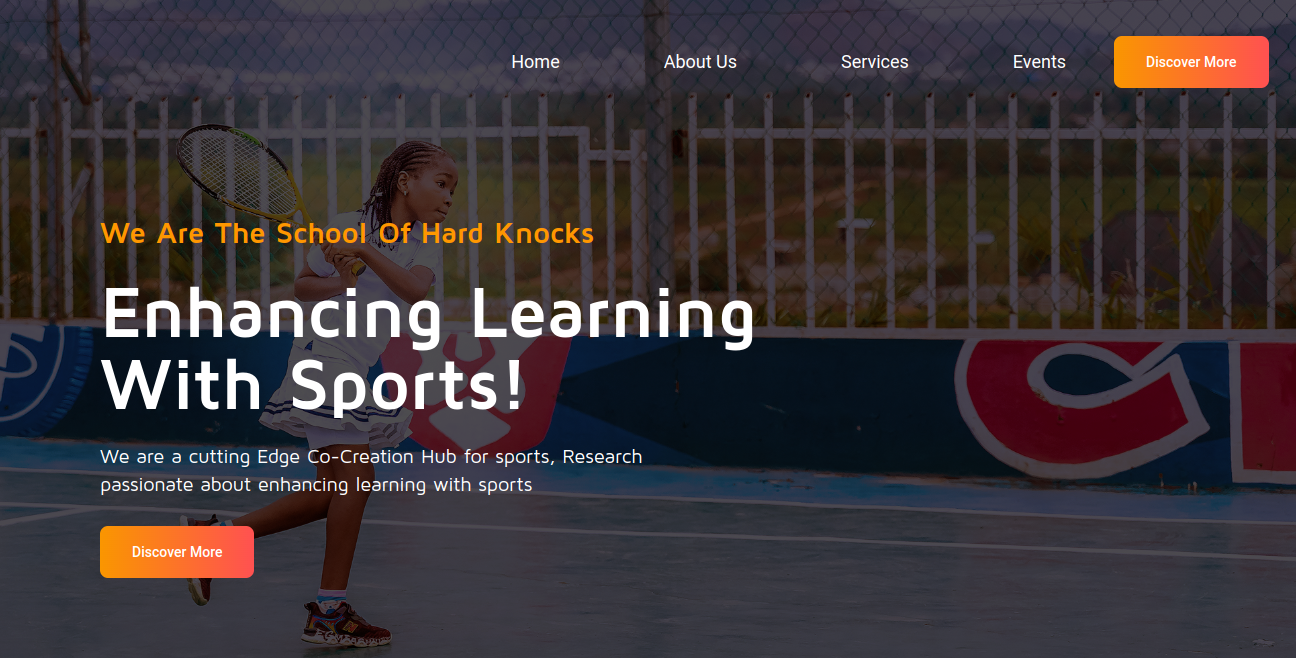 Home About Us Services Events Discover More
We Are The School Of Hard Knocks
Enhancing Learning
With Sports!
We are a cutting Edge Co-Creation Hub for sports, Research
passionate about enhancing learning with sports
Discover More